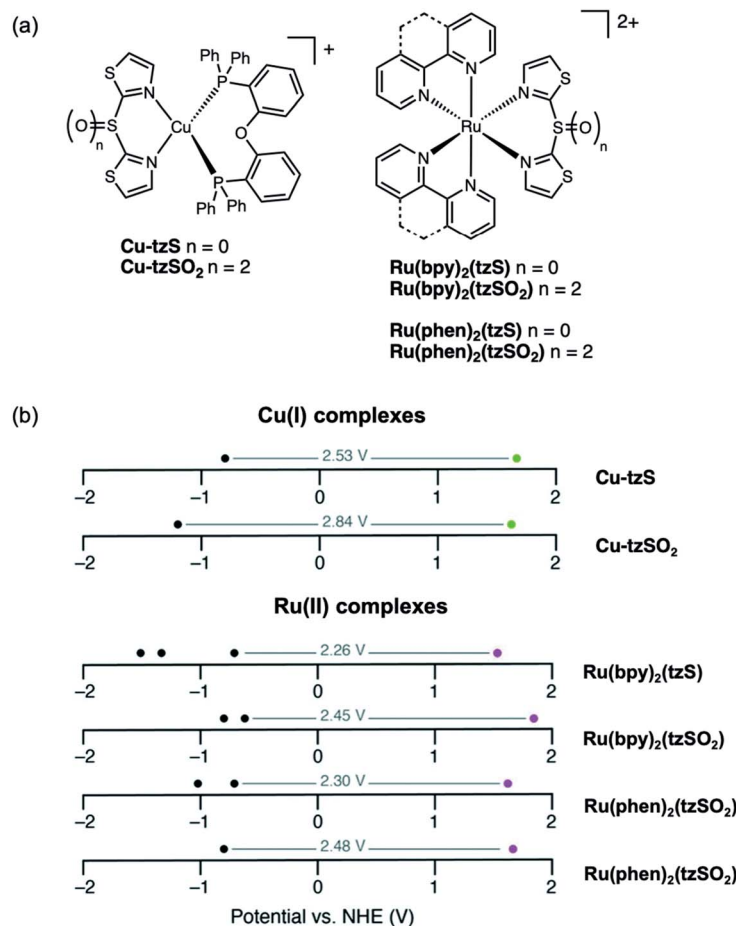 (a)
Ph Ph
P
S
N
(O)=S
n
Cu
O
S
N
P
Ph Ph
+
Cu-tzS n = 0
Cu-tzSO₂ n = 2
N
N
Ru
N
N
N
S
S=(O)
n
N
S
2+
Ru(bpy)₂(tzS) n = 0
Ru(bpy)₂(tzSO₂) n = 2
Ru(phen)₂(tzS) n = 0
Ru(phen)₂(tzSO₂) n = 2
(b)
Cu(I) complexes
2.53 V
−2 −1 0 1 2
Cu-tzS
2.84 V
−2 −1 0 1 2
Cu-tzSO₂
Ru(II) complexes
2.26 V
−2 −1 0 1 2
Ru(bpy)₂(tzS)
2.45 V
−2 −1 0 1 2
Ru(bpy)₂(tzSO₂)
2.30 V
−2 −1 0 1 2
Ru(phen)₂(tzSO₂)
2.48 V
−2 −1 0 1 2
Ru(phen)₂(tzSO₂)
Potential vs. NHE (V)